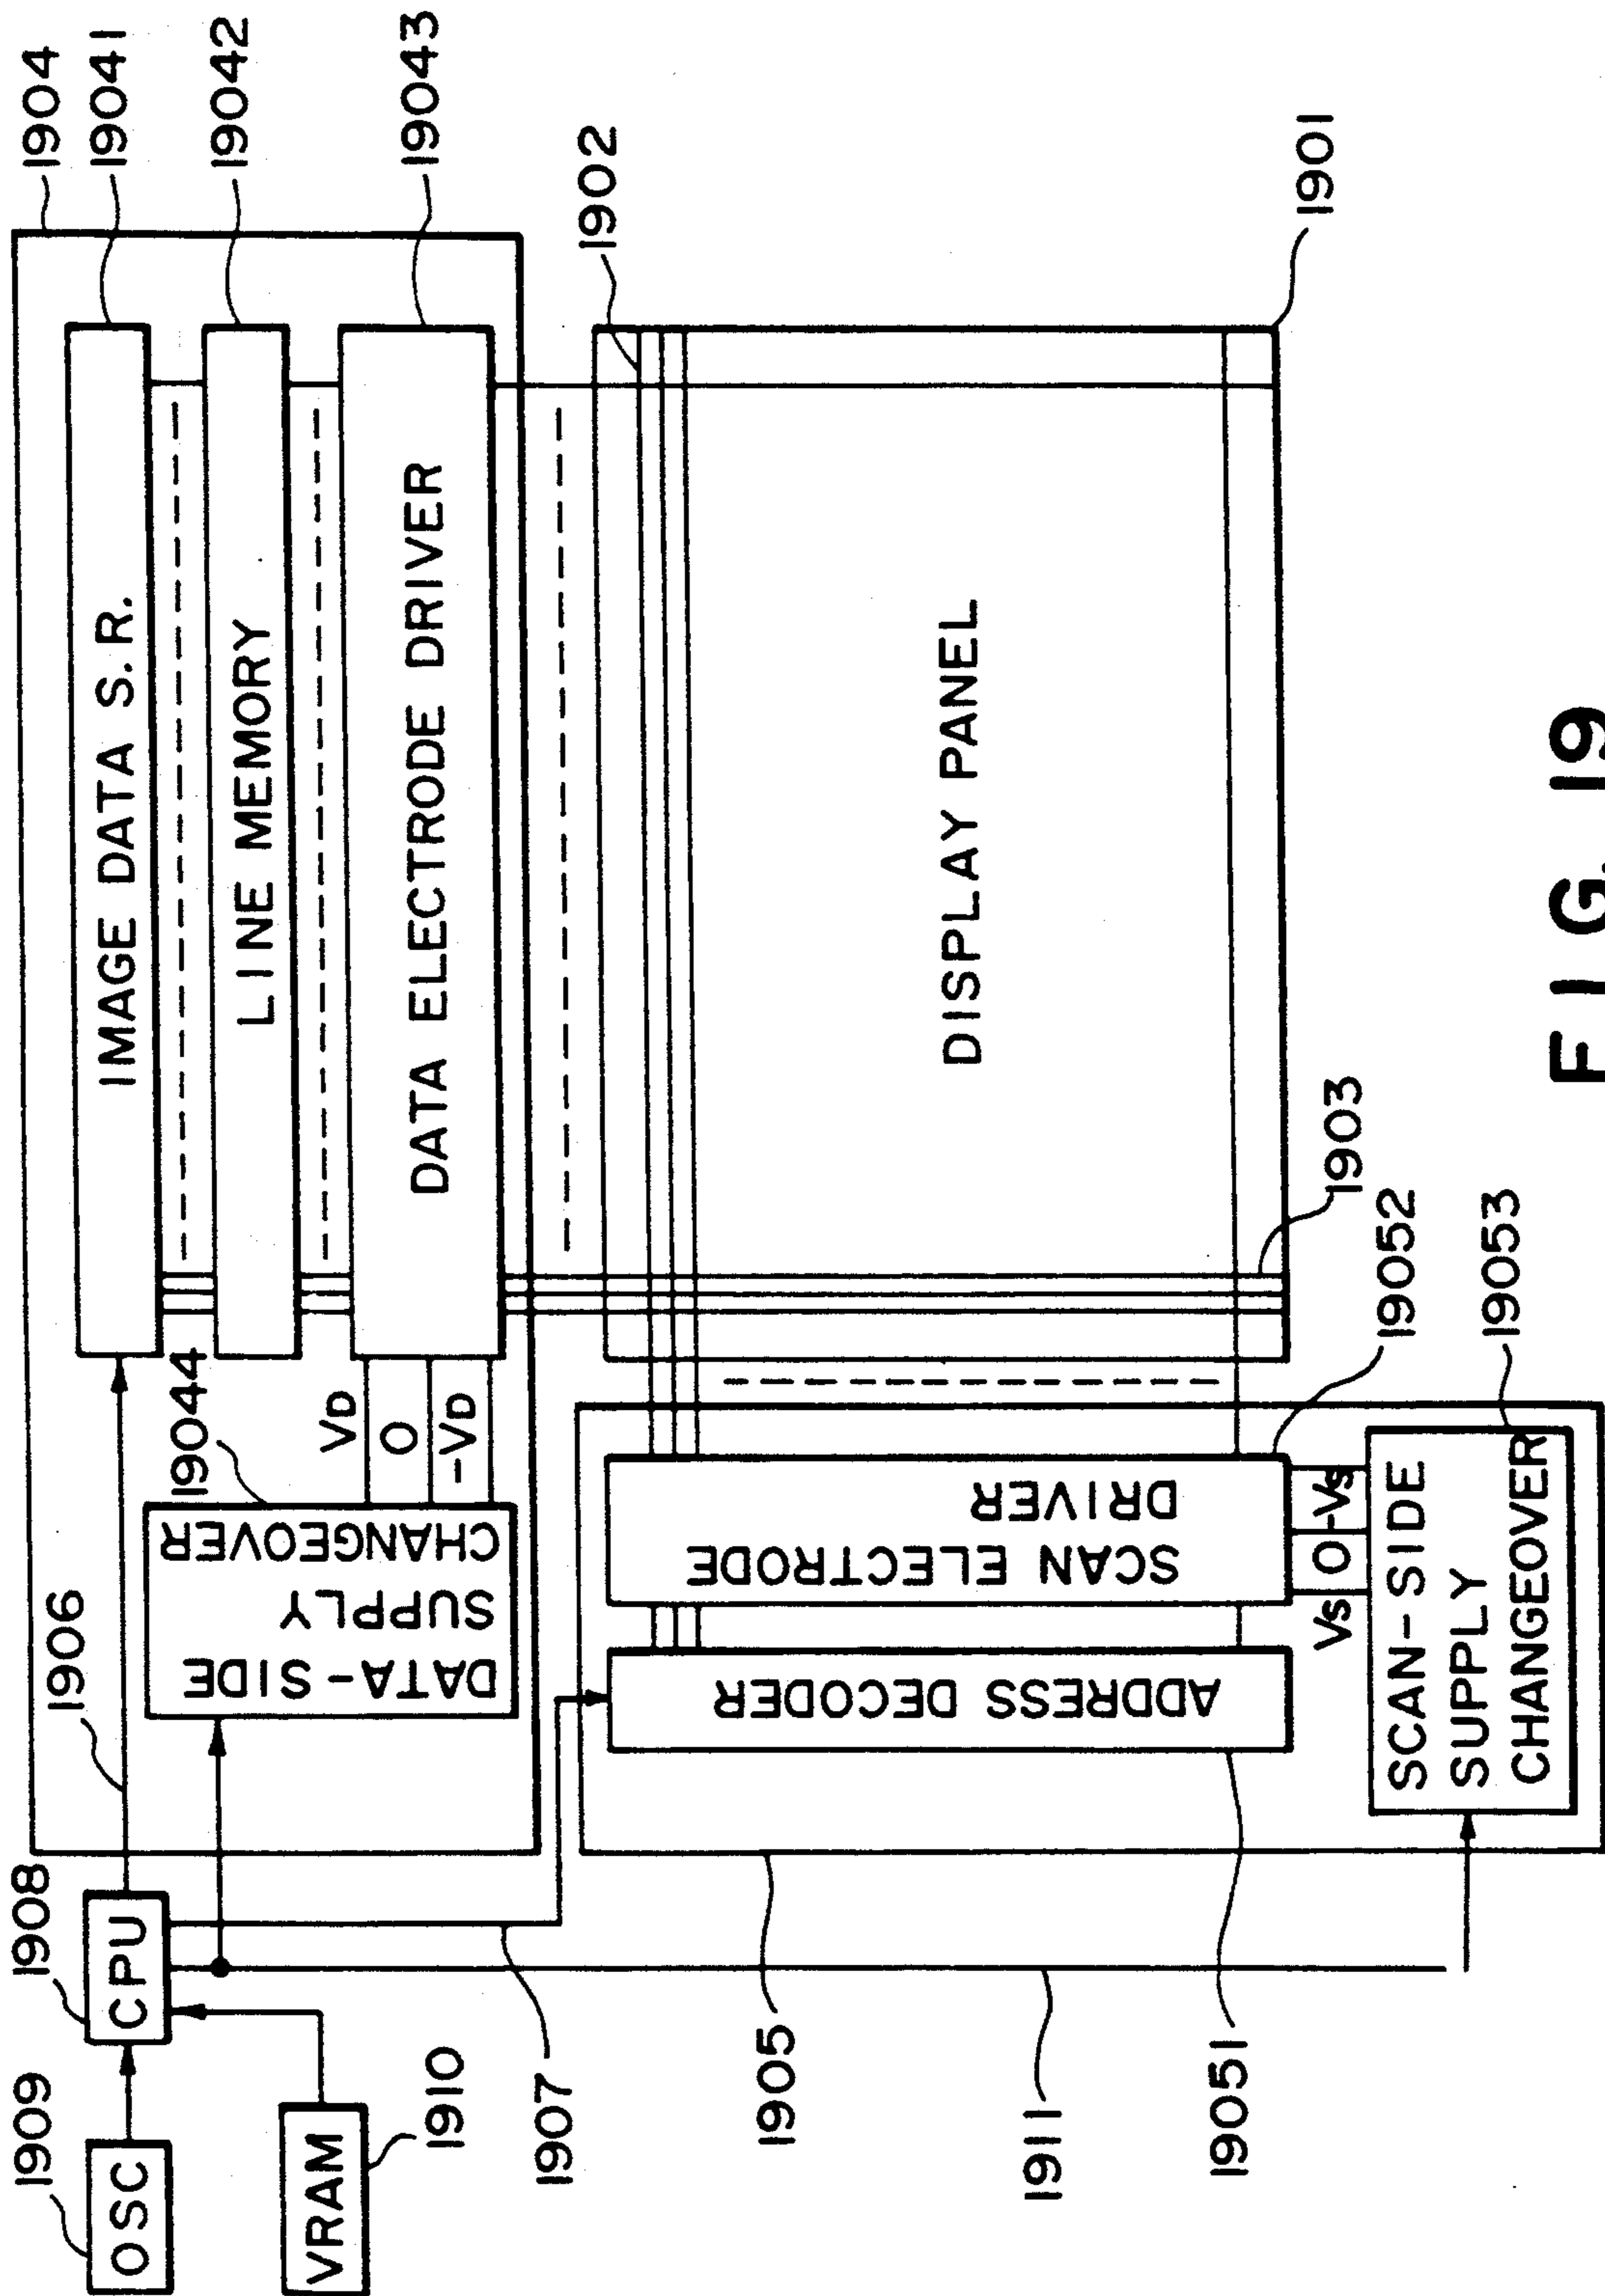 1904
19041
19042
19043
1902
1901
IMAGE DATA S.R.
LINE MEMORY
DATA ELECTRODE DRIVER
DISPLAY PANEL
1903
19052
19053
19044
VD
O
-VD
DATA-SIDE
SUPPLY
CHANGEOVER
SCAN ELECTRODE
DRIVER
ADDRESS DECODER
VS
O
-VS
SCAN-SIDE
SUPPLY
CHANGEOVER
1906
1908
CPU
1909
OSC
VRAM
1910
1907
1905
1911
19051
FIG. 19